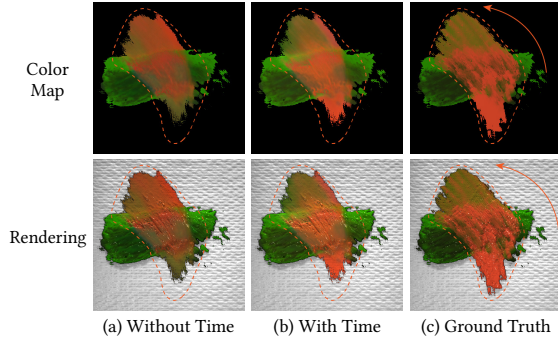 Color
Map
Rendering
(a) Without Time
(b) With Time
(c) Ground Truth